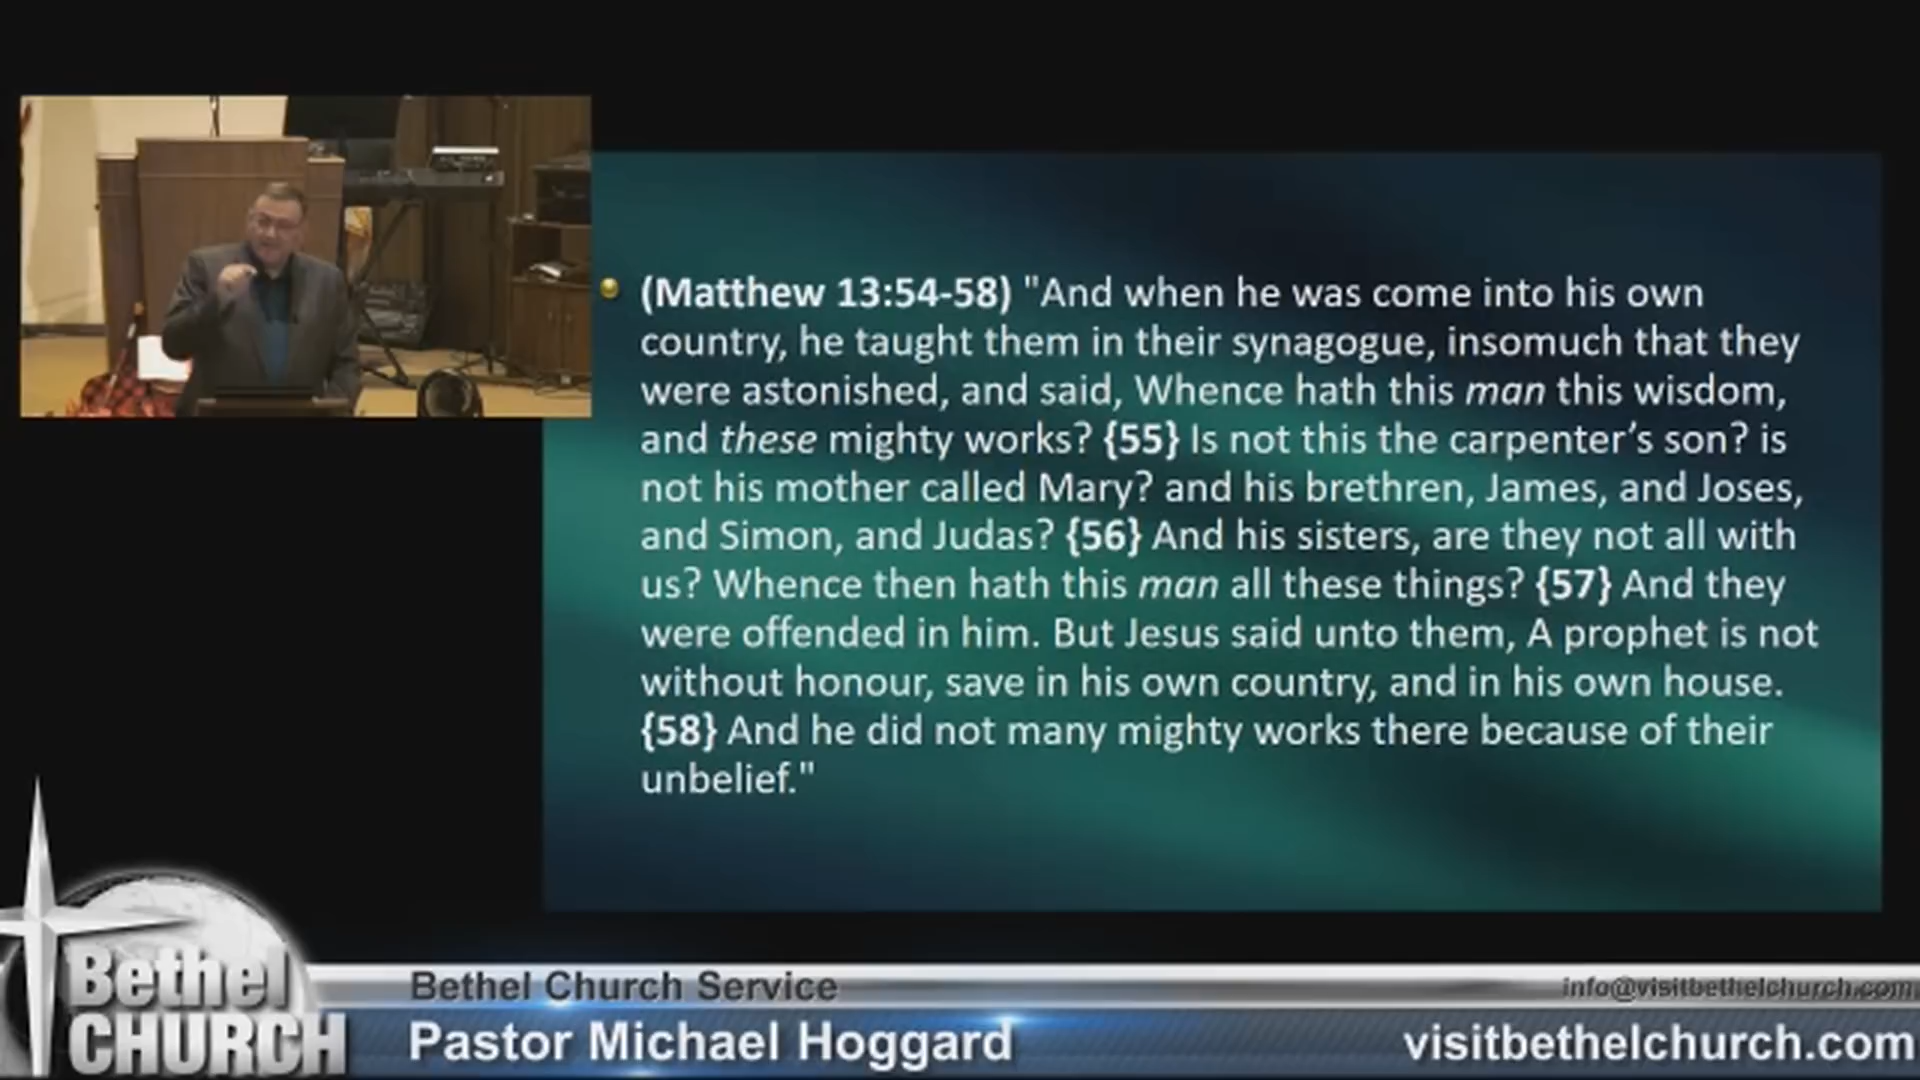 (Matthew 13:54-58) "And when he was come into his own
country, he taught them in their synagogue, insomuch that they
were astonished, and said, Whence hath this man this wisdom,
and these mighty works? {55} Is not this the carpenter's son? is
not his mother called Mary? and his brethren, James, and Joses,
and Simon, and Judas? {56} And his sisters, are they not all with
us? Whence then hath this man all these things? {57} And they
were offended in him. But Jesus said unto them, A prophet is not
without honour, save in his own country, and in his own house.
{58} And he did not many mighty works there because of their
unbelief."
Bethel
CHURCH
Bethel Church Service
info@visitbethelchurch.com
Pastor Michael Hoggard
visitbethelchurch.com